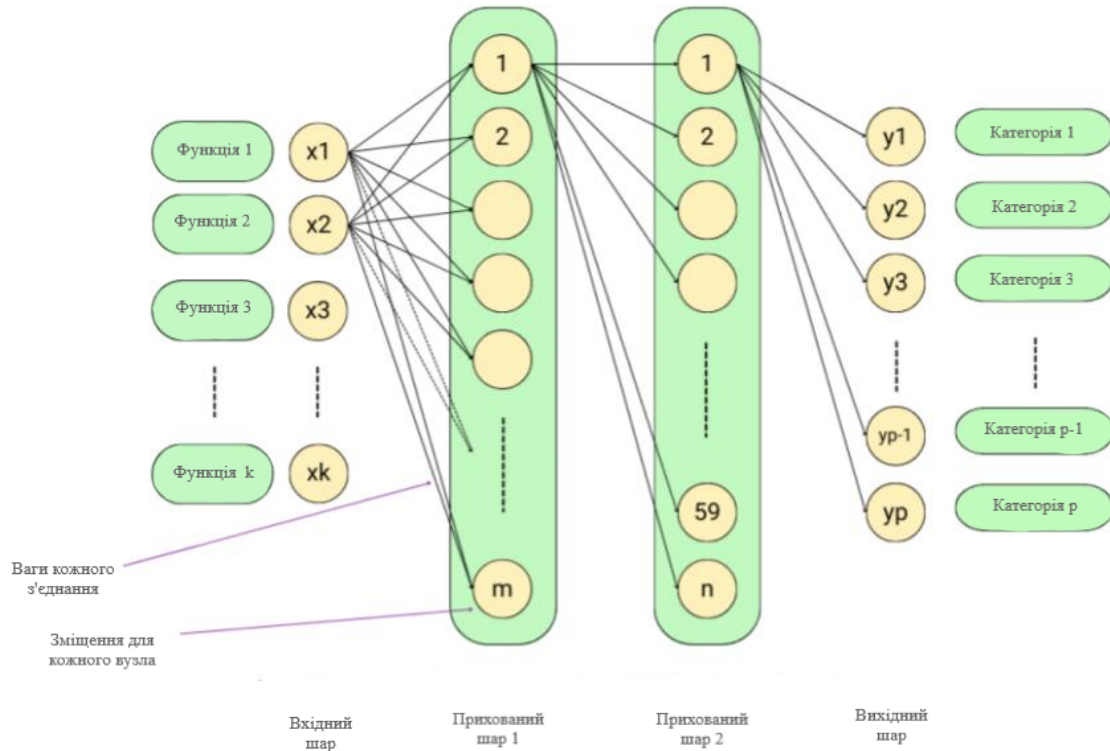 1
1
2
2
Функція 1
x1
y1
Категорія 1
Функція 2
x2
y2
Категорія 2
Функція 3
x3
y3
Категорія 3
yp-1
Категорія p-1
Функція k
xk
59
yp
Категорія p
Ваги кожного
з'єднання
m
n
Зміщення для
кожного вузла
Вхідний
шар
Прихований
шар 1
Прихований
шар 2
Вихідний
шар